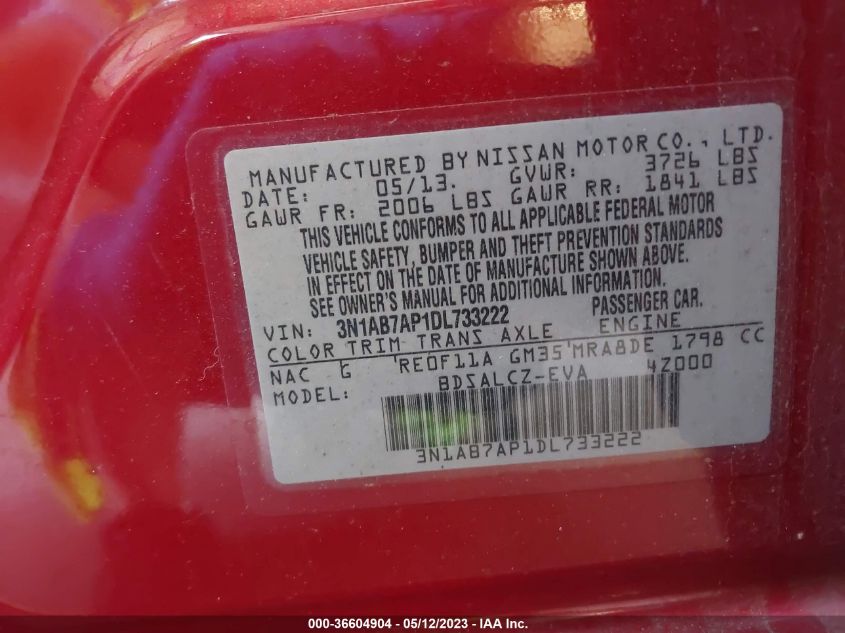 MANUFACTURED BY NISSAN MOTOR CO., LTD.
DATE: 05/13. GVWR: 3726 LBS
GAWR FR: 2006 LBS GAWR RR: 1841 LBS
THIS VEHICLE CONFORMS TO ALL APPLICABLE FEDERAL MOTOR
VEHICLE SAFETY, BUMPER AND THEFT PREVENTION STANDARDS
IN EFFECT ON THE DATE OF MANUFACTURE SHOWN ABOVE.
SEE OWNER'S MANUAL FOR ADDITIONAL INFORMATION.
VIN: 3N1AB7AP1DL733222 PASSENGER CAR.
COLOR TRIM TRANS AXLE ENGINE
NAC G RE0F11A GM35 MRA8DE 1798 CC
MODEL: BDSALCZ-EVA 4Z000
3N1AB7AP1DL733222
000-36604904 - 05/12/2023 - IAA Inc.